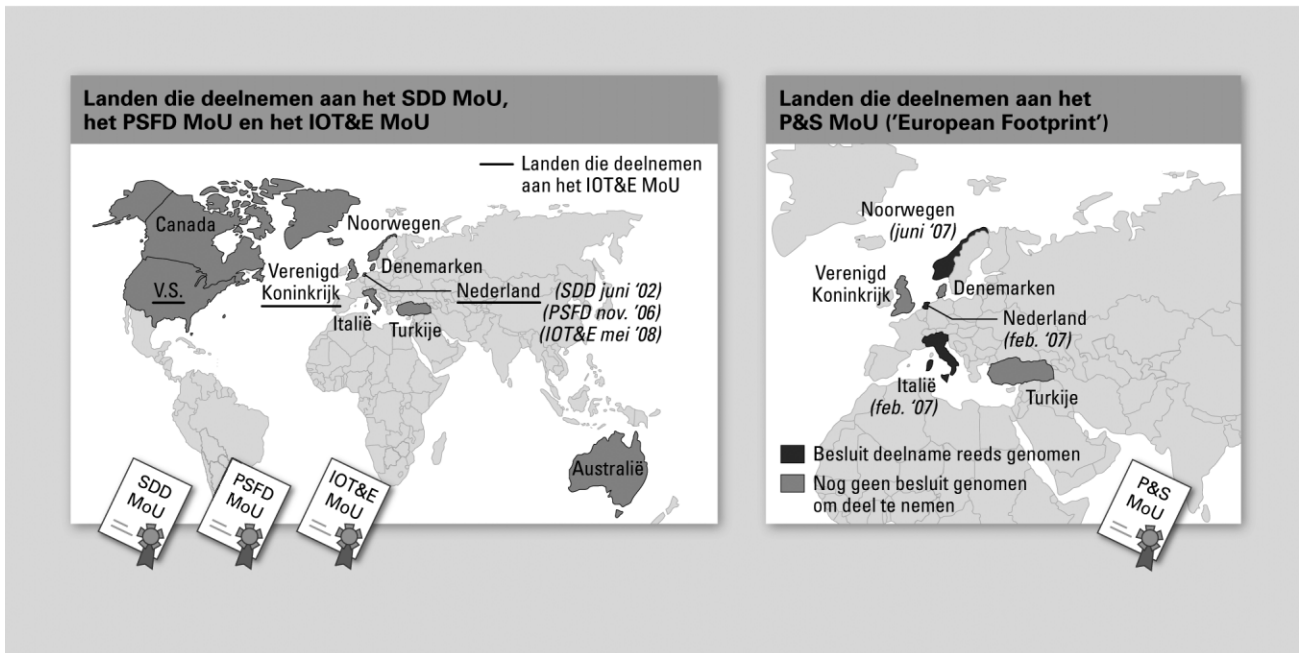 Landen die deelnemen aan het SDD MoU,
het PSFD MoU en het IOT&E MoU
Landen die deelnemen
aan het IOT&E MoU
Canada
Noorwegen
V.S.
Verenigd
Koninkrijk
Denemarken
Nederland (SDD juni '02)
(PSFD nov. '06)
(IOT&E mei '08)
Italië
Turkije
Australië
SDD
MoU
PSFD
MoU
IOT&E
MoU
Landen die deelnemen aan het
P&S MoU ('European Footprint')
Noorwegen
(juni '07)
Verenigd
Koninkrijk
Denemarken
Nederland
(feb. '07)
Italië
(feb. '07)
Turkije
Besluit deelname reeds genomen
Nog geen besluit genomen
om deel te nemen
P&S
MoU